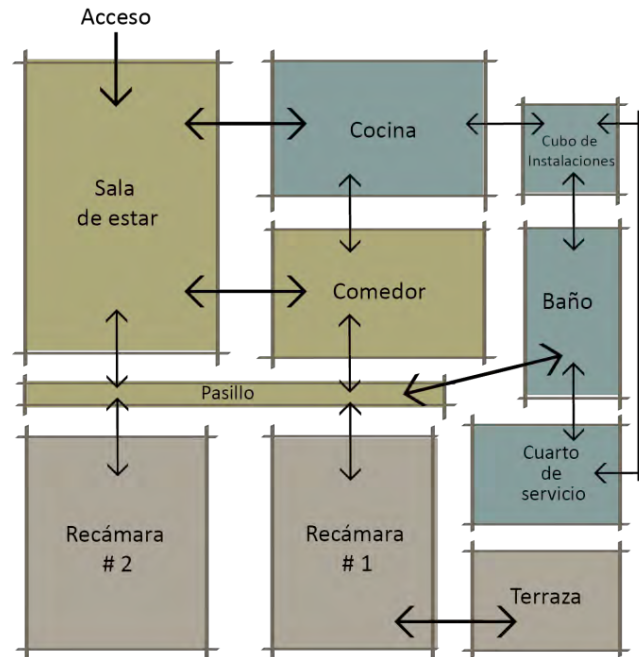 Acceso
Sala
de estar
Cocina
Cubo de
Instalaciones
Comedor
Baño
Pasillo
Recámara
# 2
Recámara
# 1
Cuarto
de
servicio
Terraza